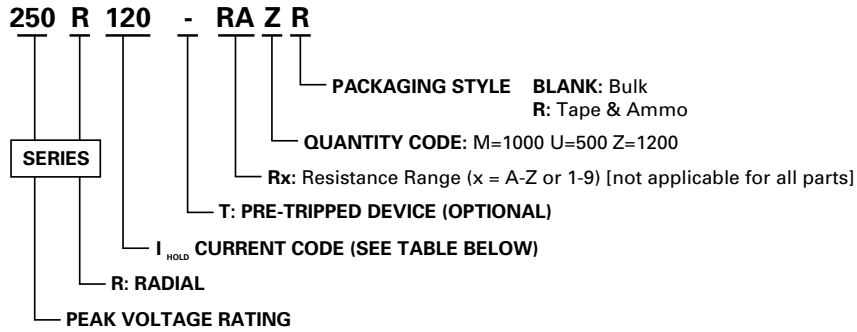 250 R 120 - RA Z R
PACKAGING STYLE BLANK: Bulk
R: Tape & Ammo
QUANTITY CODE: M=1000 U=500 Z=1200
SERIES
Rx: Resistance Range (x = A-Z or 1-9) [not applicable for all parts]
T: PRE-TRIPPED DEVICE (OPTIONAL)
I HOLD CURRENT CODE (SEE TABLE BELOW)
R: RADIAL
PEAK VOLTAGE RATING